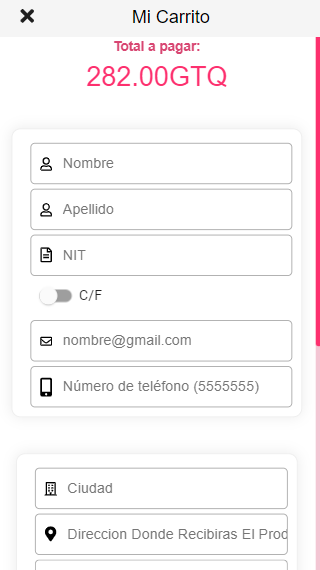 Mi Carrito
Total a pagar:
282.00GTQ
Nombre
Apellido
NIT
C/F
nombre@gmail.com
Número de teléfono (5555555)
Ciudad
Direccion Donde Recibiras El Prod